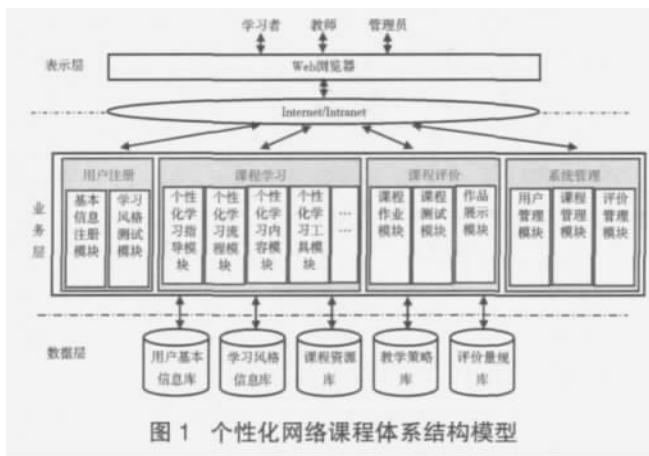 学习者 教师 管理员
表示层
Web浏览器
Internet/Intranet
业务层
用户注册
基本信息注册模块
学习风格测试模块
课程学习
个性化学习指导模块
个性化学习流程模块
个性化学习内容模块
个性化学习工具模块
……
课程评价
课程作业模块
课程测试模块
作品展示模块
系统管理
用户管理模块
课程管理模块
评价管理模块
数据层
用户基本
信息库
学习风格
信息库
课程资源
库
教学策略
库
评价量规
库
图 1 个性化网络课程体系结构模型